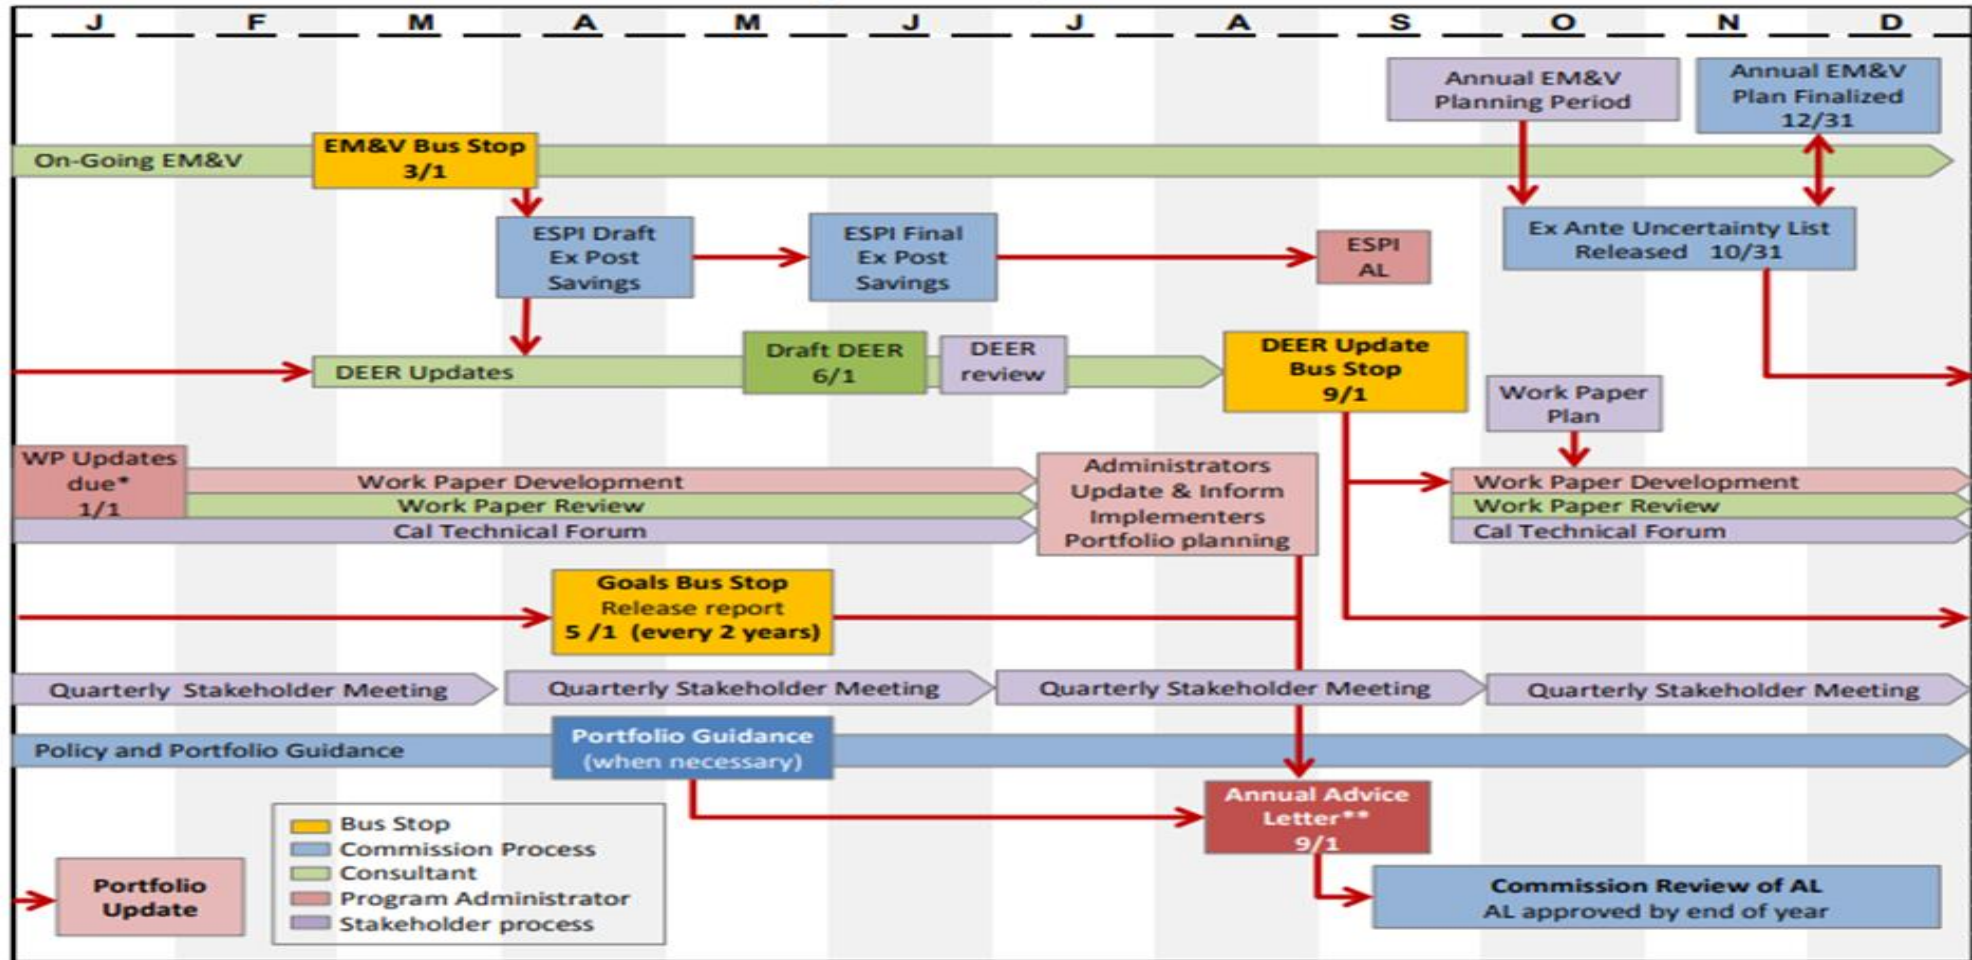 J F M A M J J A S O N D
Annual EM&V
Planning Period
Annual EM&V
Plan Finalized
12/31
On-Going EM&V
EM&V Bus Stop
3/1
ESPI Draft
Ex Post
Savings
ESPI Final
Ex Post
Savings
ESPI
AL
Ex Ante Uncertainty List
Released 10/31
DEER Updates
Draft DEER
6/1
DEER
review
DEER Update
Bus Stop
9/1
Work Paper
Plan
WP Updates
due*
1/1
Work Paper Development
Work Paper Review
Cal Technical Forum
Administrators
Update & Inform
Implementers
Portfolio planning
Work Paper Development
Work Paper Review
Cal Technical Forum
Goals Bus Stop
Release report
5 /1 (every 2 years)
Quarterly Stakeholder Meeting
Quarterly Stakeholder Meeting
Quarterly Stakeholder Meeting
Quarterly Stakeholder Meeting
Policy and Portfolio Guidance
Portfolio Guidance
(when necessary)
Annual Advice
Letter**
9/1
Bus Stop
Commission Process
Consultant
Program Administrator
Stakeholder process
Portfolio
Update
Commission Review of AL
AL approved by end of year